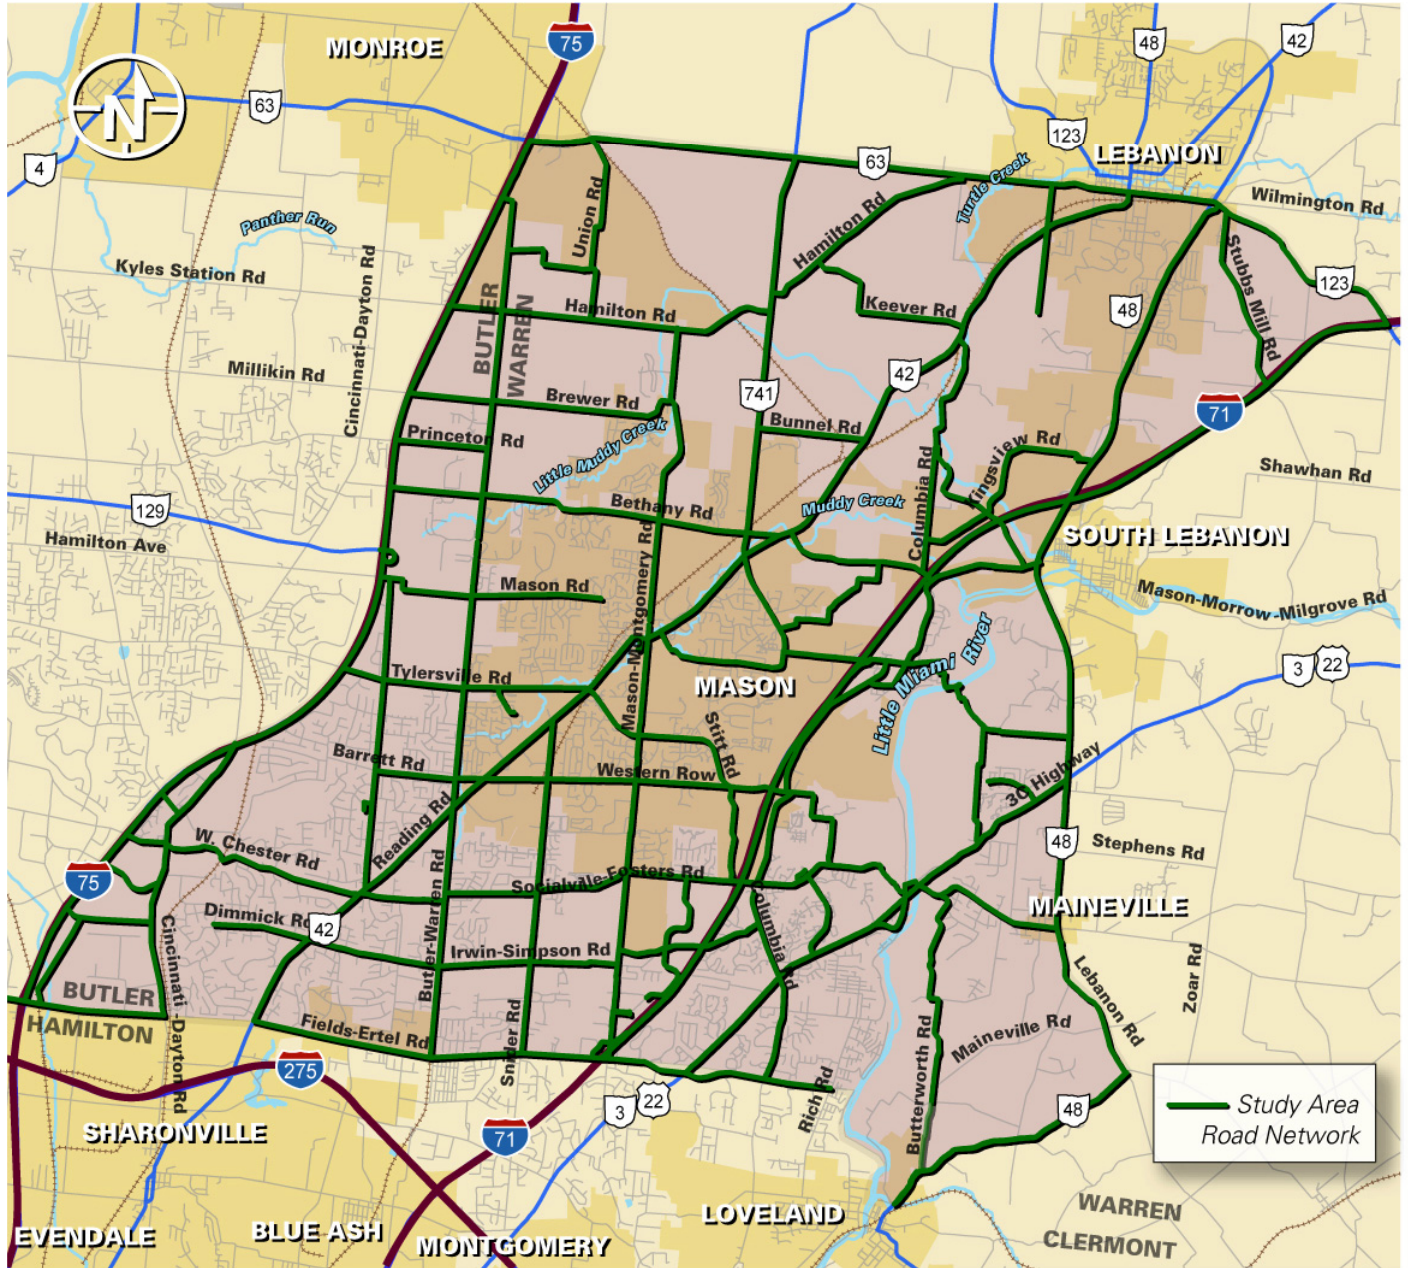 MONROE
75
48
42
N
63
123
LEBANON
4
63
Turtle Creek
Wilmington Rd
Panther Run
Union Rd
Hamilton Rd
Kyles Station Rd
Cincinnati-Dayton Rd
Stubbs Mill Rd
123
BUTLER
WARREN
Hamilton Rd
Keever Rd
48
Millikin Rd
42
741
Brewer Rd
71
Bunnel Rd
Princeton Rd
Little Muddy Creek
Kingsview Rd
Shawhan Rd
Columbia Rd
129
Bethany Rd
Muddy Creek
Hamilton Ave
SOUTH LEBANON
Mason Rd
Mason-Montgomery Rd
Mason-Morrow-Milgrove Rd
Little Miami River
3
22
Tylersville Rd
MASON
Stitt Rd
Barrett Rd
Western Row
3C Highway
Reading Rd
W. Chester Rd
48
Stephens Rd
75
Socialville-Fosters Rd
Butler-Warren Rd
Dimmick Rd
42
MAINEVILLE
Cincinnati-Dayton Rd
Irwin-Simpson Rd
Columbia Rd
Lebanon Rd
Zoar Rd
BUTLER
HAMILTON
Fields-Ertel Rd
Snider Rd
Maineville Rd
Butterworth Rd
275
Rich Rd
3
22
48
Study Area
Road Network
SHARONVILLE
71
LOVELAND
WARREN
CLERMONT
EVENDALE
BLUE ASH
MONTGOMERY